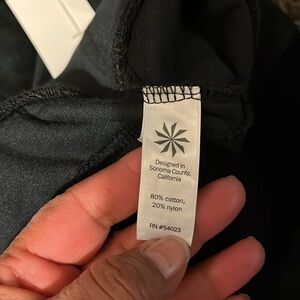 Designed in
Sonoma County,
California
80% cotton,
20% nylon
RN #54023